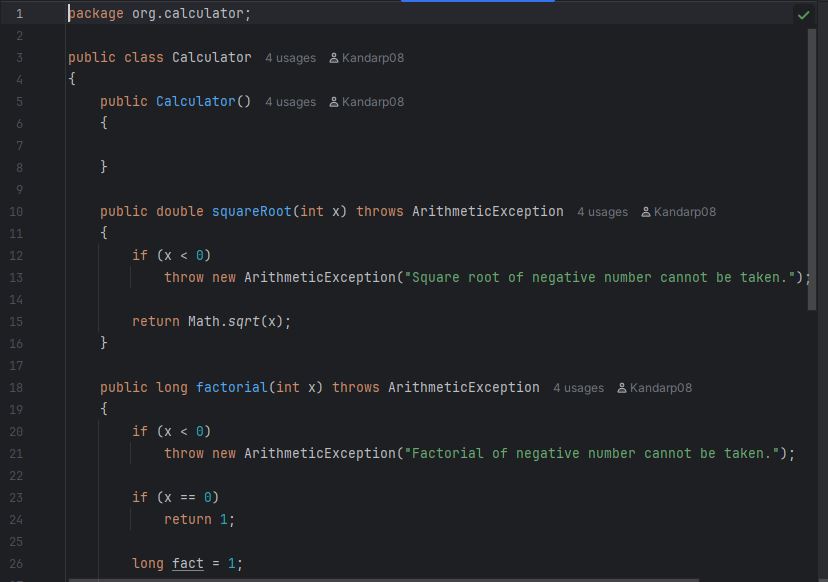 1 package org.calculator;
2
3 public class Calculator 4 usages Kandarp08
4 {
5 public Calculator() 4 usages Kandarp08
6 {
7
8 }
9
10 public double squareRoot(int x) throws ArithmeticException 4 usages Kandarp08
11 {
12 if (x < 0)
13 throw new ArithmeticException("Square root of negative number cannot be taken.");
14
15 return Math.sqrt(x);
16 }
17
18 public long factorial(int x) throws ArithmeticException 4 usages Kandarp08
19 {
20 if (x < 0)
21 throw new ArithmeticException("Factorial of negative number cannot be taken.");
22
23 if (x == 0)
24 return 1;
25
26 long fact = 1;